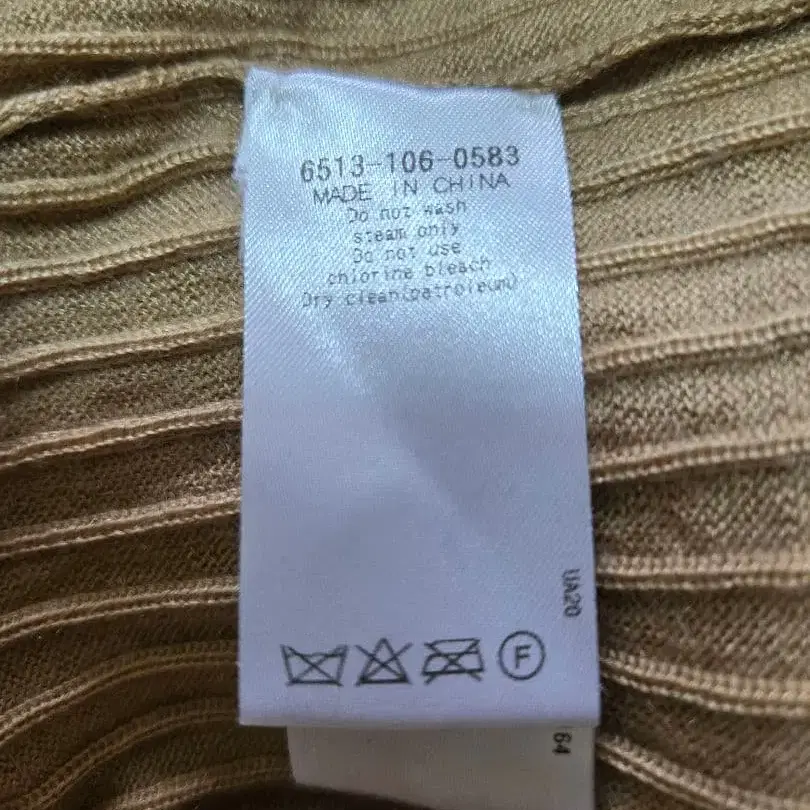 6513-106-0583
MADE IN CHINA
Do not wash
steam only
Do not use
chlorine bleach
Dry clean(petroleum)
UA20
F
64